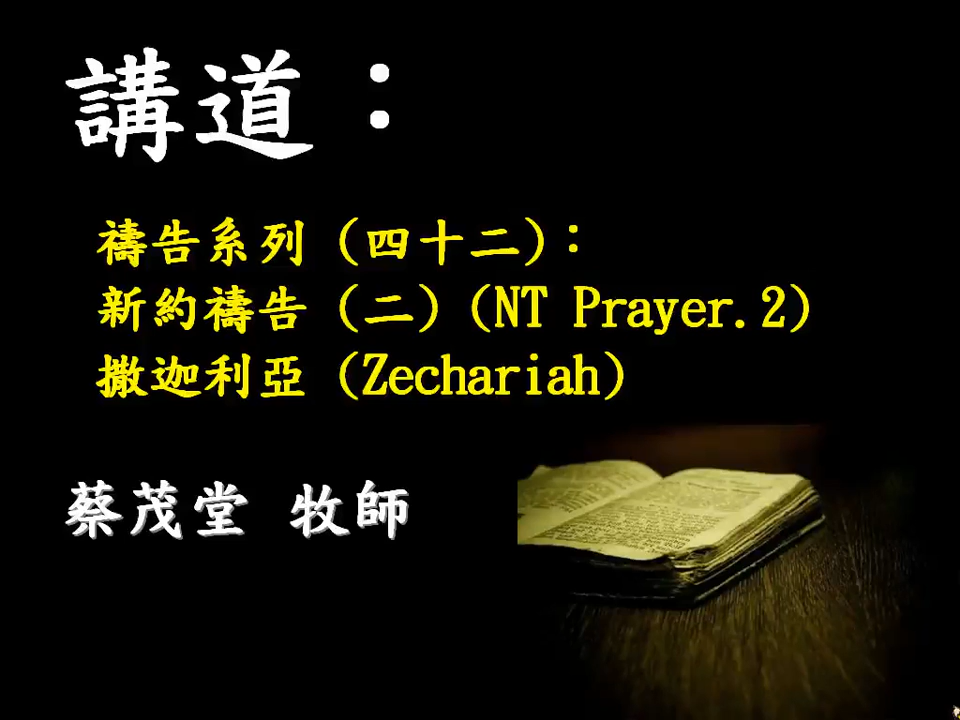 講道：
禱告系列 (四十二)：
新約禱告 (二) (NT Prayer.2)
撒迦利亞 (Zechariah)
蔡茂堂 牧師